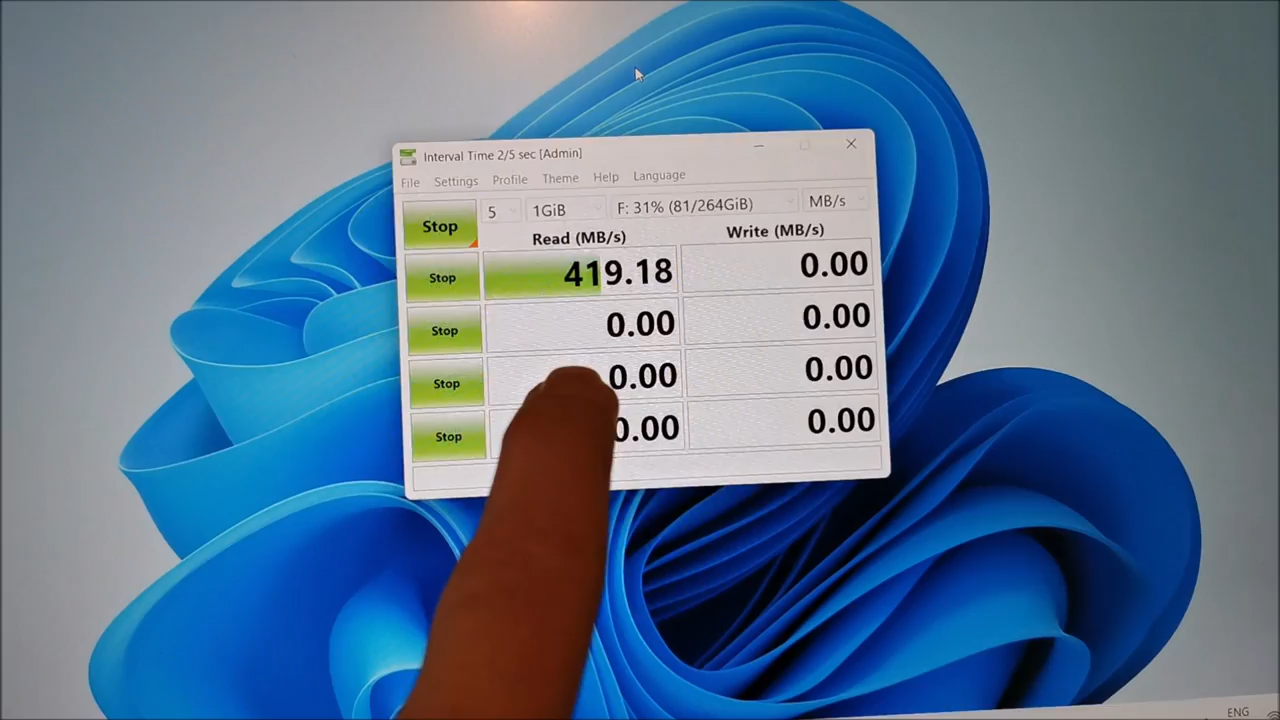 Interval Time 2/5 sec [Admin]
File Settings Profile Theme Help Language
Stop 5 1GiB F: 31% (81/264GiB) MB/s
Read (MB/s) Write (MB/s)
Stop 419.18 0.00
Stop 0.00 0.00
Stop 0.00 0.00
Stop 0.00 0.00
ENG